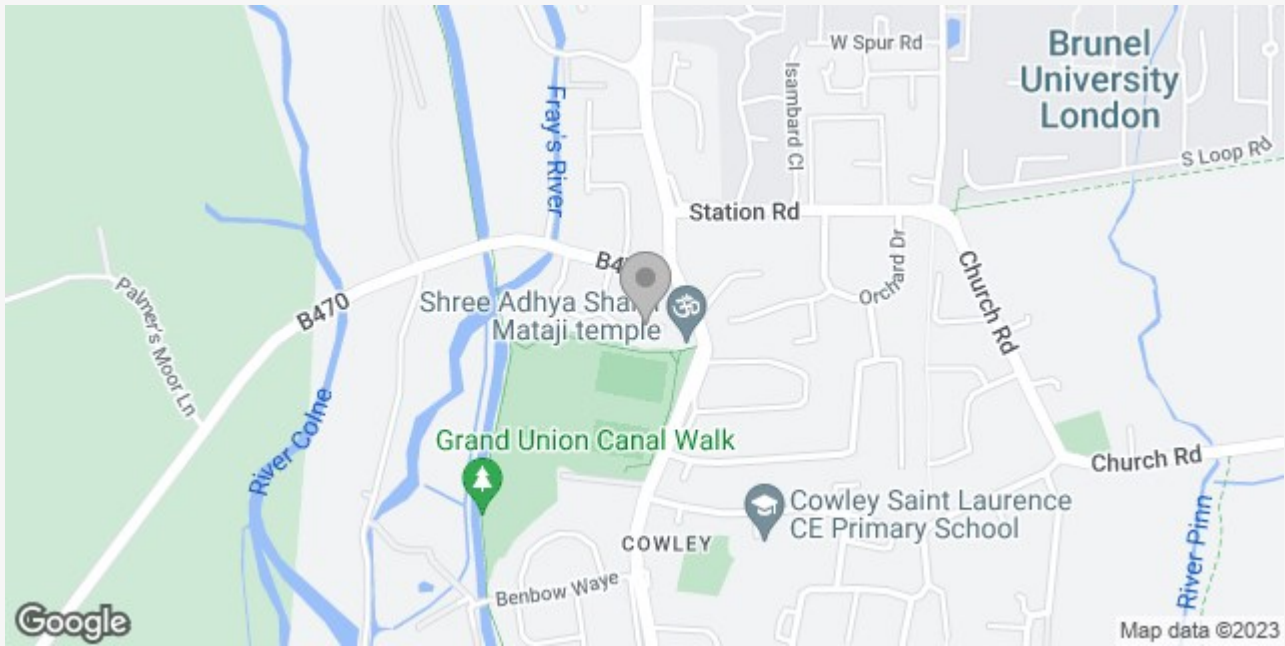 W Spur Rd
Brunel
University
London
Isambard Cl
Fray's River
S Loop Rd
Station Rd
B470
Palmer's Moor Ln
River Colne
Shree Adhya
Mataji temple
Orchard Dr
Church Rd
Grand Union Canal Walk
Church Rd
Cowley Saint Laurence
CE Primary School
COWLEY
River Pinn
Benbow Waye
Google
Map data ©2023